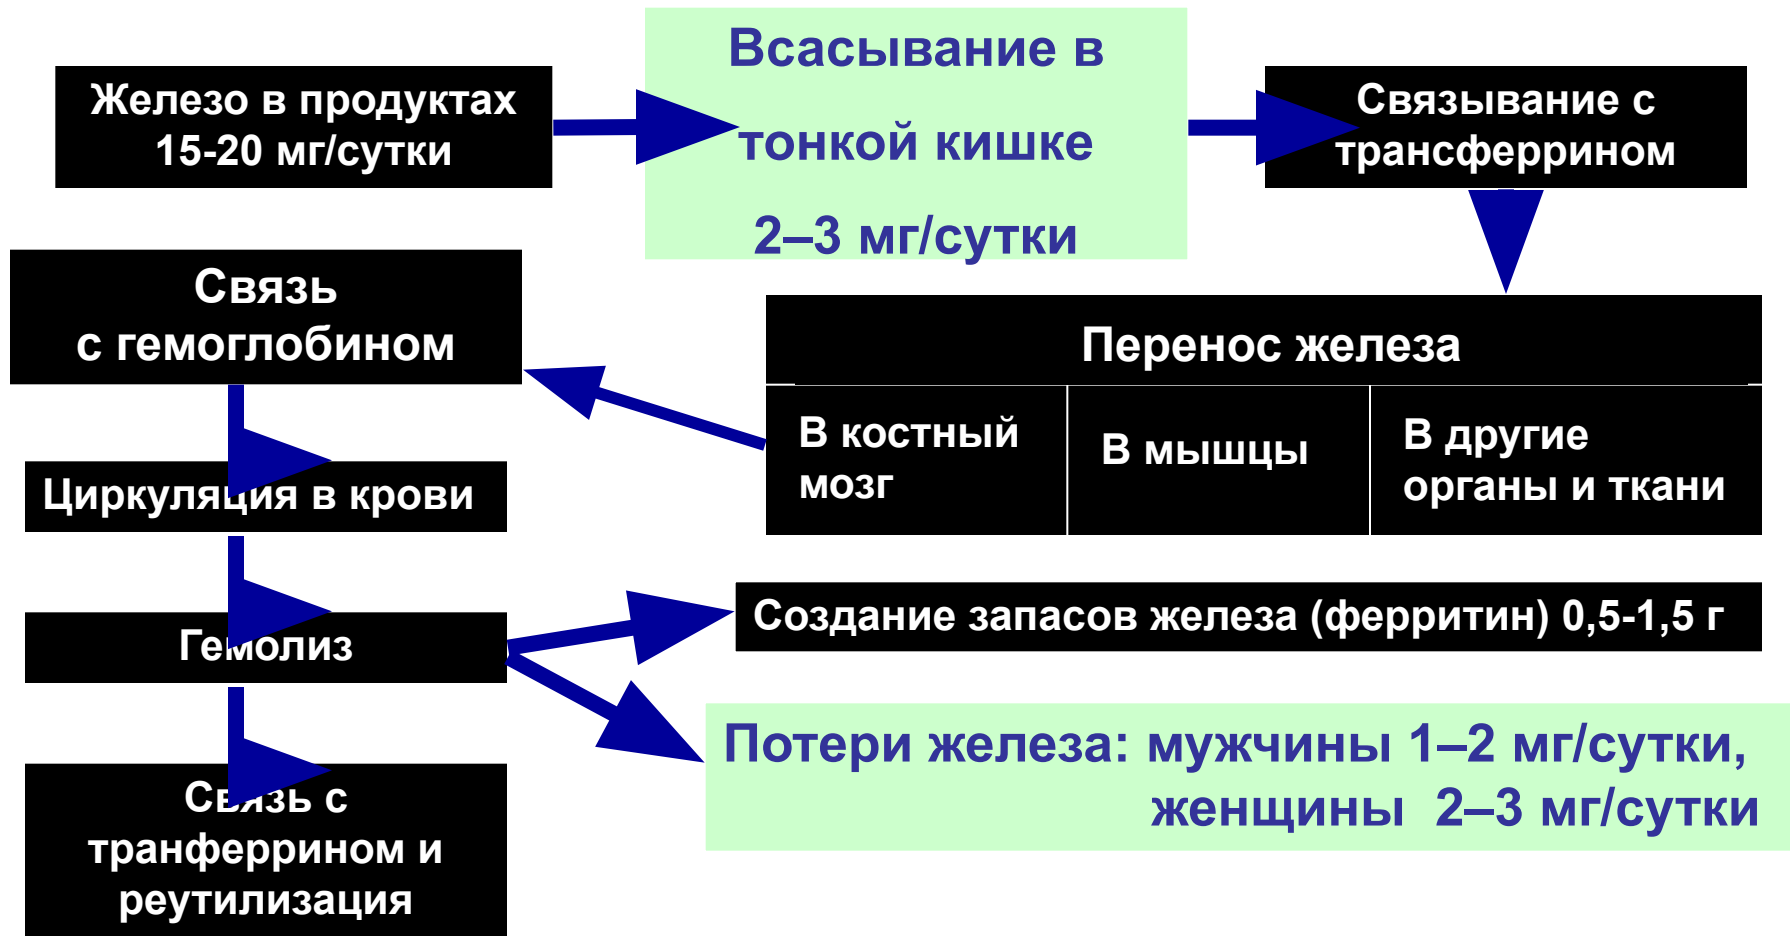 Железо в продуктах
15-20 мг/сутки
Всасывание в
тонкой кишке
2–3 мг/сутки
Связывание с
трансферрином
Перенос железа
В костный
мозг
В мышцы
В другие
органы и ткани
Связь
с гемоглобином
Циркуляция в крови
Гемолиз
Связь с
транферрином и
реутилизация
Создание запасов железа (ферритин) 0,5-1,5 г
Потери железа: мужчины 1–2 мг/сутки,
женщины 2–3 мг/сутки